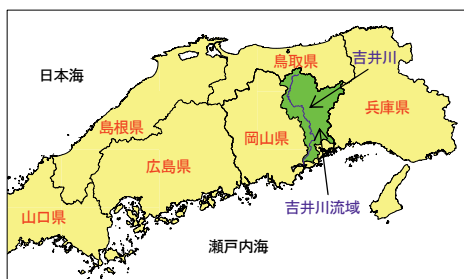 日本海
鳥取県
吉井川
島根県
岡山県
兵庫県
広島県
山口県
吉井川流域
瀬戸内海